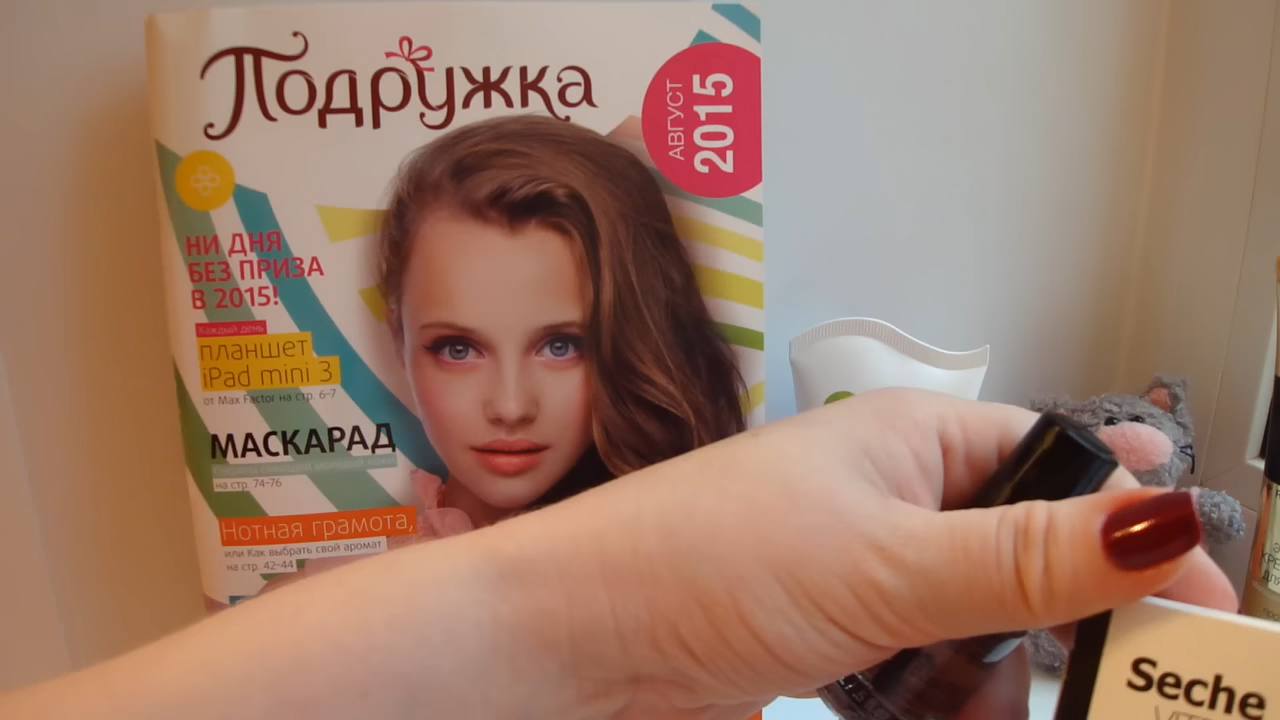 Подружка
АВГУСТ
2015
НИ ДНЯ
БЕЗ ПРИЗА
В 2015!
Каждый день
планшет
iPad mini 3
от Max Factor на стр. 6-7
МАСКАРАД
на стр. 74-76
Нотная грамота,
или Как выбрать свой аромат
на стр. 42-44
Seche